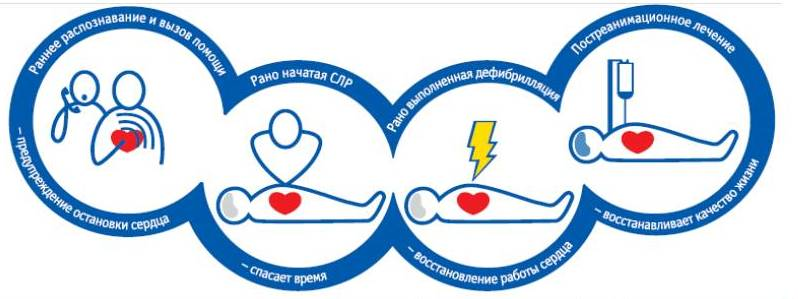 Раннее распознавание и вызов помощи
– предупреждение остановки сердца
Рано начатая СЛР
– спасает время
Рано выполненная дефибрилляция
– восстановление работы сердца
Постреанимационное лечение
– восстанавливает качество жизни